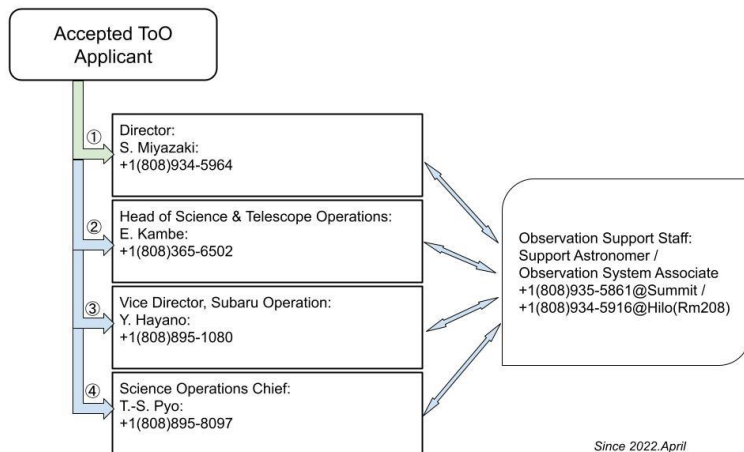 Accepted ToO
Applicant
①
Director:
S. Miyazaki:
+1(808)934-5964
②
Head of Science & Telescope Operations:
E. Kambe:
+1(808)365-6502
③
Vice Director, Subaru Operation:
Y. Hayano:
+1(808)895-1080
④
Science Operations Chief:
T.-S. Pyo:
+1(808)895-8097
Observation Support Staff:
Support Astronomer /
Observation System Associate
+1(808)935-5861@Summit /
+1(808)934-5916@Hilo(Rm208)
Since 2022.April